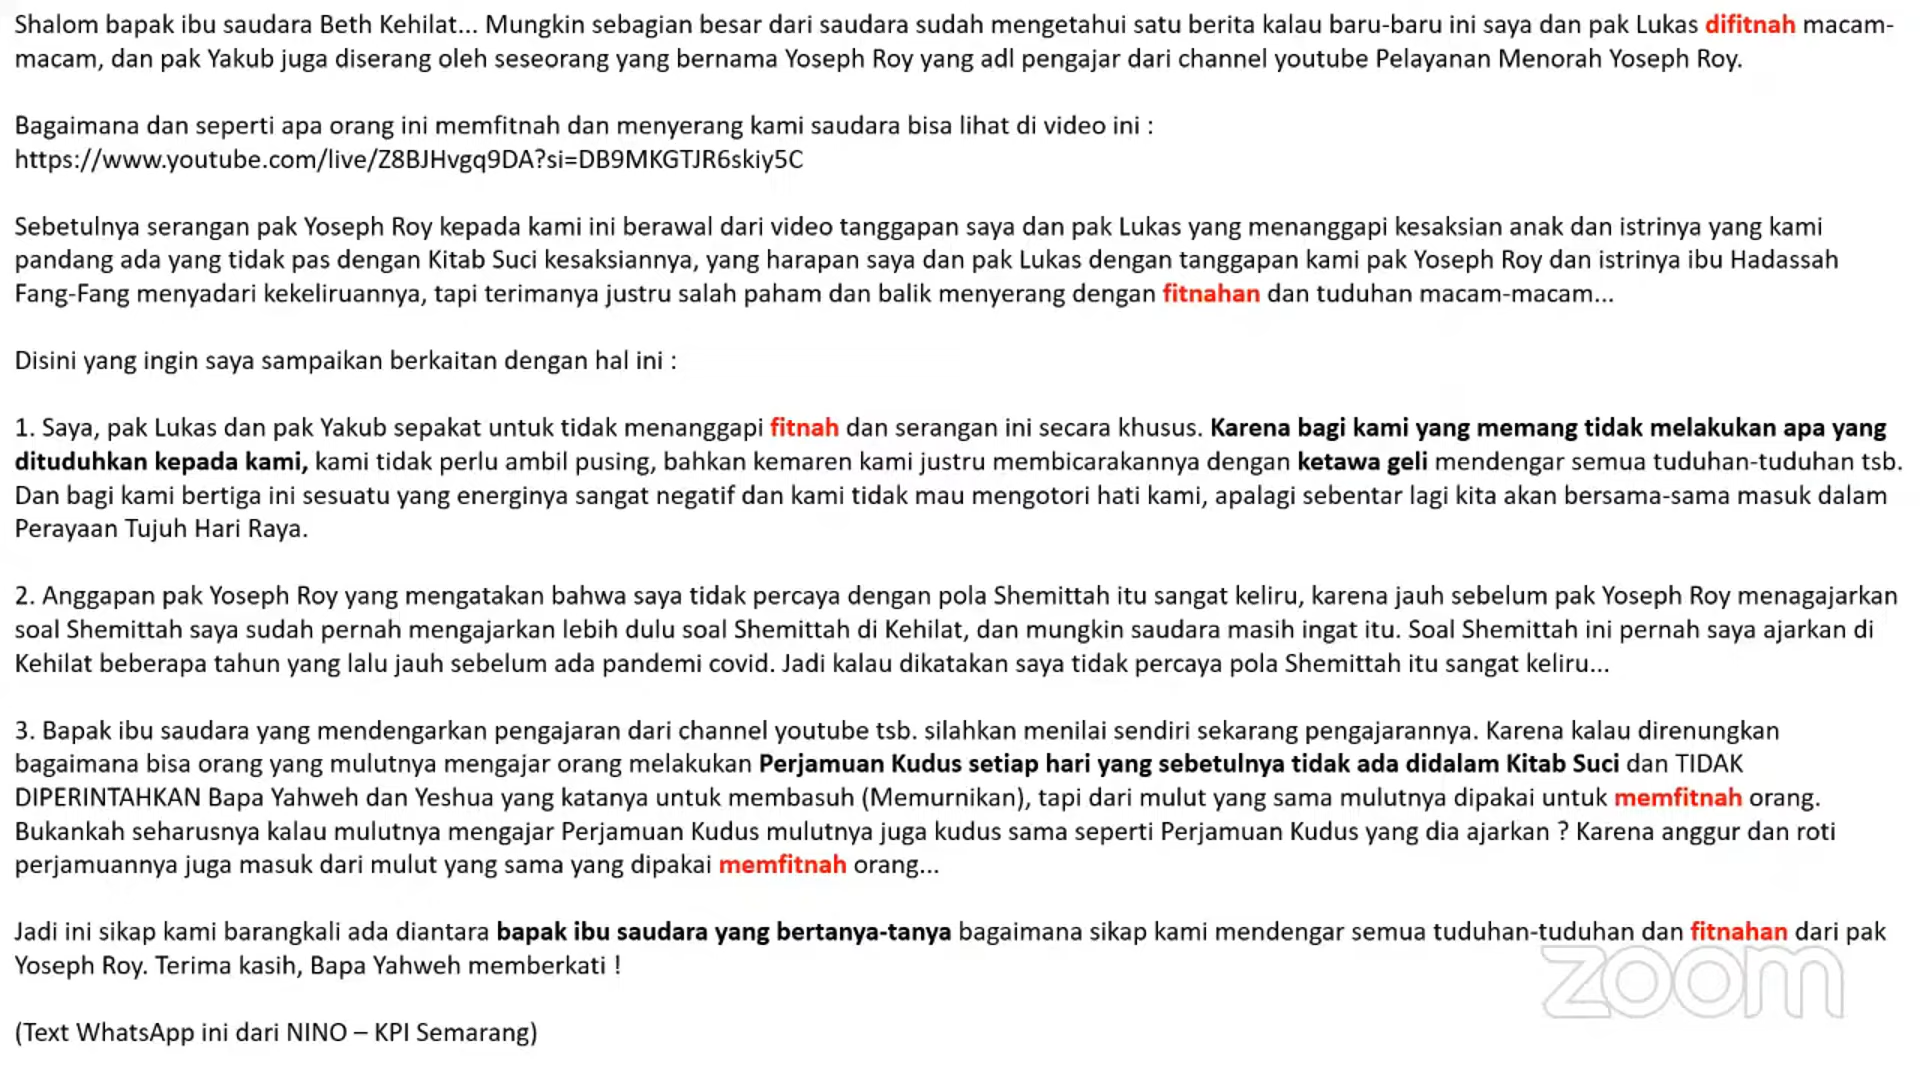 Shalom bapak ibu saudara Beth Kehilat... Mungkin sebagian besar dari saudara sudah mengetahui satu berita kalau baru-baru ini saya dan pak Lukas difitnah macam-
macam, dan pak Yakub juga diserang oleh seseorang yang bernama Yoseph Roy yang adl pengajar dari channel youtube Pelayanan Menorah Yoseph Roy.
Bagaimana dan seperti apa orang ini memfitnah dan menyerang kami saudara bisa lihat di video ini :
https://www.youtube.com/live/Z8BJHvgq9DA?si=DB9MKGTJR6skiy5C
Sebetulnya serangan pak Yoseph Roy kepada kami ini berawal dari video tanggapan saya dan pak Lukas yang menanggapi kesaksian anak dan istrinya yang kami
pandang ada yang tidak pas dengan Kitab Suci kesaksiannya, yang harapan saya dan pak Lukas dengan tanggapan kami pak Yoseph Roy dan istrinya ibu Hadassah
Fang-Fang menyadari kekeliruannya, tapi terimanya justru salah paham dan balik menyerang dengan fitnahan dan tuduhan macam-macam...
Disini yang ingin saya sampaikan berkaitan dengan hal ini :
1. Saya, pak Lukas dan pak Yakub sepakat untuk tidak menanggapi fitnah dan serangan ini secara khusus. Karena bagi kami yang memang tidak melakukan apa yang
dituduhkan kepada kami, kami tidak perlu ambil pusing, bahkan kemaren kami justru membicarakannya dengan ketawa geli mendengar semua tuduhan-tuduhan tsb.
Dan bagi kami bertiga ini sesuatu yang energinya sangat negatif dan kami tidak mau mengotori hati kami, apalagi sebentar lagi kita akan bersama-sama masuk dalam
Perayaan Tujuh Hari Raya.
2. Anggapan pak Yoseph Roy yang mengatakan bahwa saya tidak percaya dengan pola Shemittah itu sangat keliru, karena jauh sebelum pak Yoseph Roy menagajarkan
soal Shemittah saya sudah pernah mengajarkan lebih dulu soal Shemittah di Kehilat, dan mungkin saudara masih ingat itu. Soal Shemittah ini pernah saya ajarkan di
Kehilat beberapa tahun yang lalu jauh sebelum ada pandemi covid. Jadi kalau dikatakan saya tidak percaya pola Shemittah itu sangat keliru...
3. Bapak ibu saudara yang mendengarkan pengajaran dari channel youtube tsb. silahkan menilai sendiri sekarang pengajarannya. Karena kalau direnungkan
bagaimana bisa orang yang mulutnya mengajar orang melakukan Perjamuan Kudus setiap hari yang sebetulnya tidak ada didalam Kitab Suci dan TIDAK
DIPERINTAHKAN Bapa Yahweh dan Yeshua yang katanya untuk membasuh (Memurnikan), tapi dari mulut yang sama mulutnya dipakai untuk memfitnah orang.
Bukankah seharusnya kalau mulutnya mengajar Perjamuan Kudus mulutnya juga kudus sama seperti Perjamuan Kudus yang dia ajarkan ? Karena anggur dan roti
perjamuannya juga masuk dari mulut yang sama yang dipakai memfitnah orang...
Jadi ini sikap kami barangkali ada diantara bapak ibu saudara yang bertanya-tanya bagaimana sikap kami mendengar semua tuduhan-tuduhan dan fitnahan dari pak
Yoseph Roy. Terima kasih, Bapa Yahweh memberkati !
zoom
(Text WhatsApp ini dari NINO – KPI Semarang)